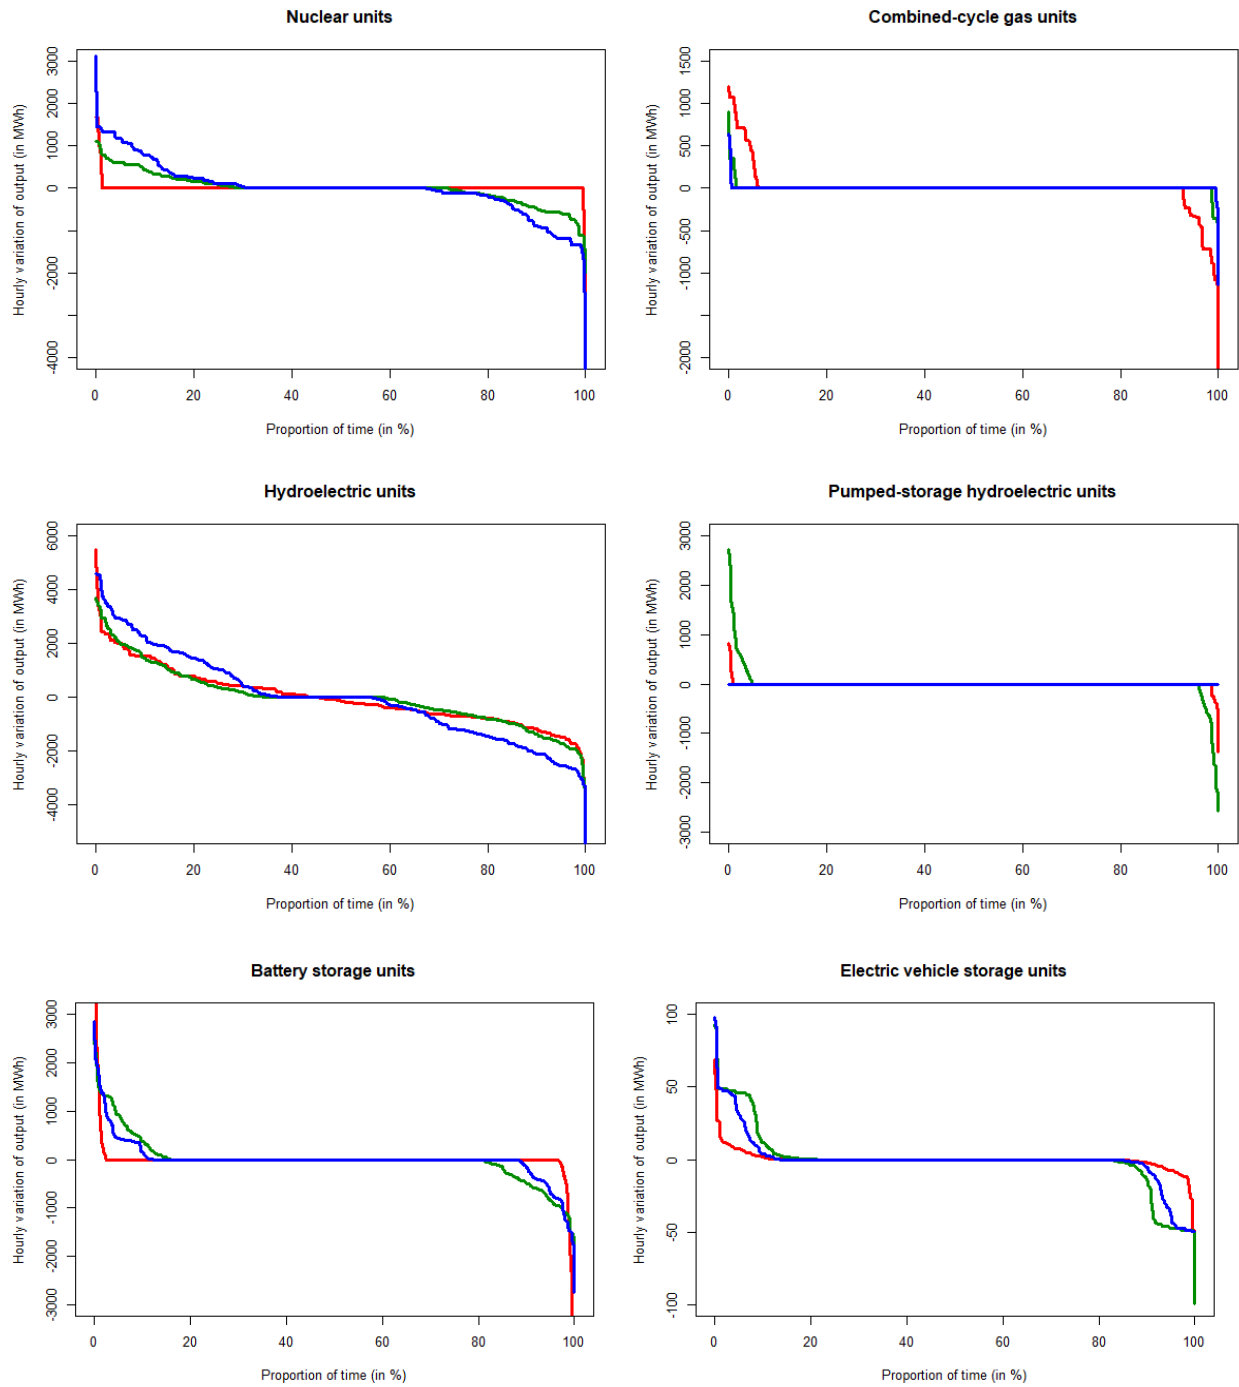 Nuclear units
Hourly variation of output (in MWh)
3000
2000
1000
0
-2000
-4000
0 20 40 60 80 100
Proportion of time (in %)
Combined-cycle gas units
Hourly variation of output (in MWh)
1500
1000
500
0
-500
-1000
-2000
0 20 40 60 80 100
Proportion of time (in %)
Hydroelectric units
Hourly variation of output (in MWh)
6000
4000
2000
0
-2000
-4000
0 20 40 60 80 100
Proportion of time (in %)
Pumped-storage hydroelectric units
Hourly variation of output (in MWh)
3000
2000
1000
0
-1000
-2000
-3000
0 20 40 60 80 100
Proportion of time (in %)
Battery storage units
Hourly variation of output (in MWh)
3000
2000
1000
0
-1000
-2000
-3000
0 20 40 60 80 100
Proportion of time (in %)
Electric vehicle storage units
Hourly variation of output (in MWh)
100
50
0
-50
-100
0 20 40 60 80 100
Proportion of time (in %)